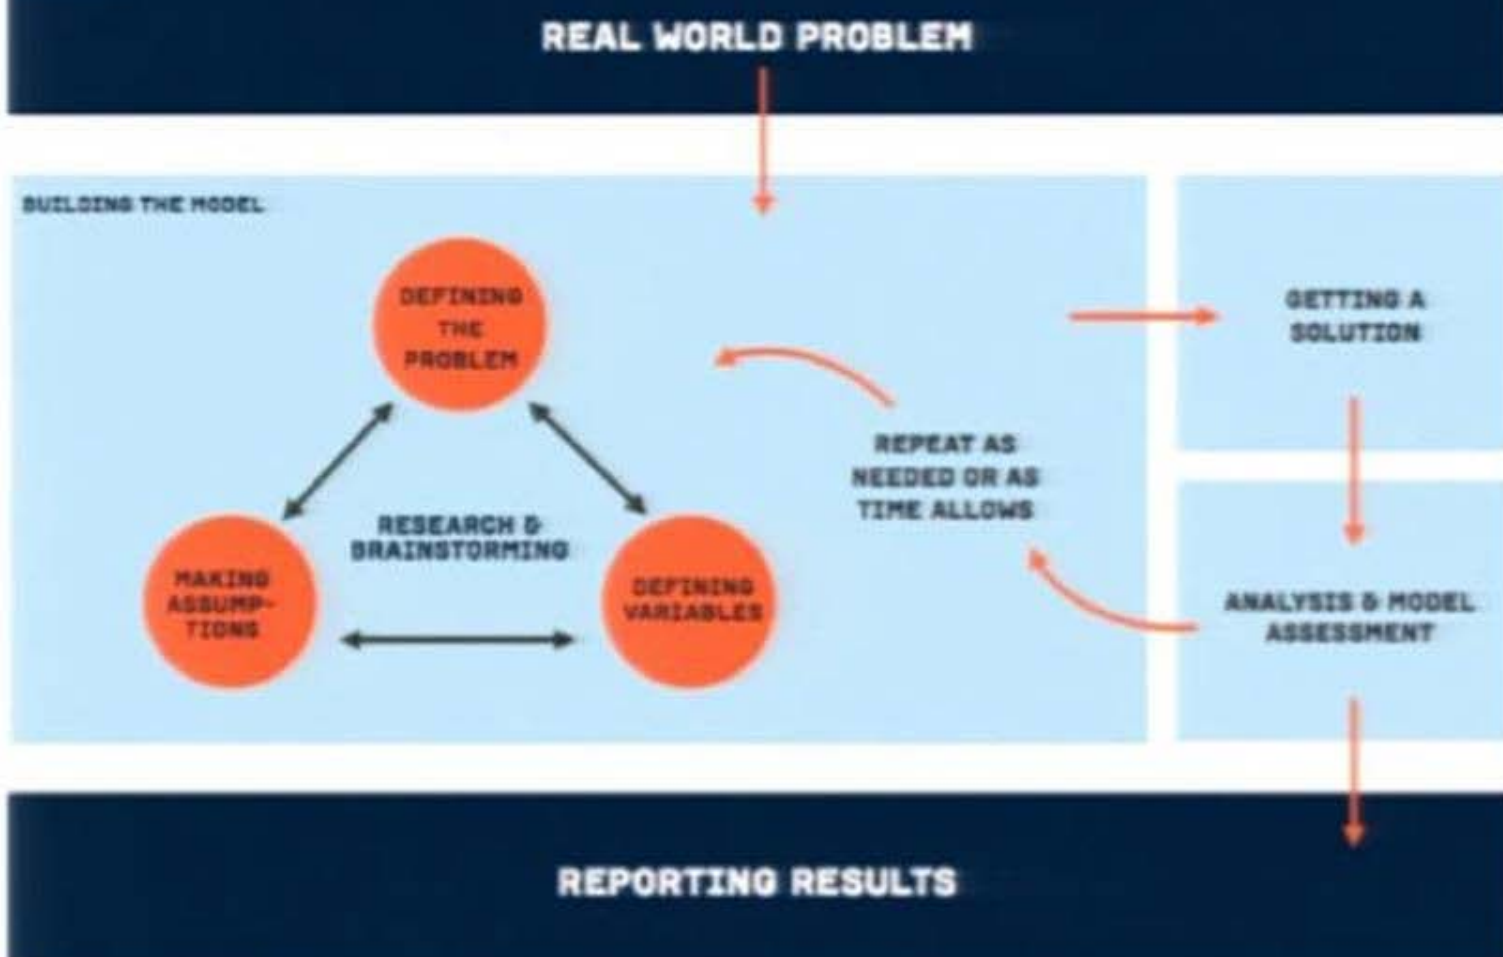 REAL WORLD PROBLEM
BUILDING THE MODEL
DEFINING
THE
PROBLEM
MAKING
ASSUMP-
TIONS
RESEARCH &
BRAINSTORMING
DEFINING
VARIABLES
REPEAT AS
NEEDED OR AS
TIME ALLOWS
GETTING A
SOLUTION
ANALYSIS & MODEL
ASSESSMENT
REPORTING RESULTS